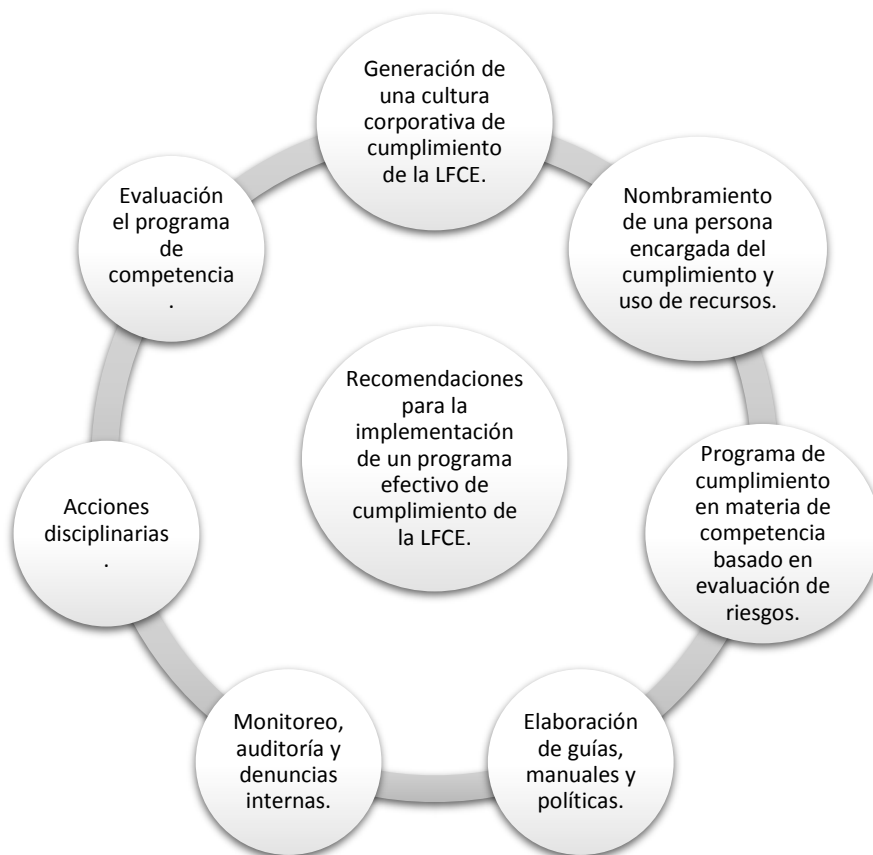 Generación de
una cultura
corporativa de
cumplimiento
de la LFCE.
Nombramiento
de una persona
encargada del
cumplimiento y
uso de recursos.
Programa de
cumplimiento
en materia de
competencia
basado en
evaluación de
riesgos.
Elaboración
de guías,
manuales y
políticas.
Monitoreo,
auditoría y
denuncias
internas.
Acciones
disciplinarias
.
Evaluación
el programa
de
competencia
.
Recomendaciones
para la
implementación
de un programa
efectivo de
cumplimiento de
la LFCE.